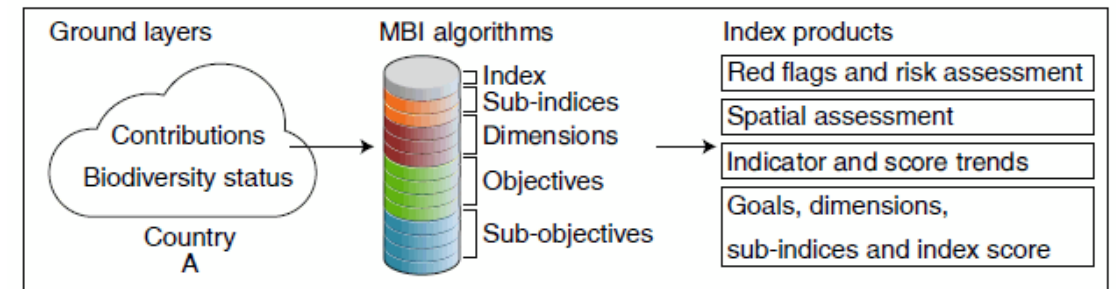 Ground layers
Contributions
Biodiversity status
Country
A
MBI algorithms
Index
Sub-indices
Dimensions
Objectives
Sub-objectives
Index products
Red flags and risk assessment
Spatial assessment
Indicator and score trends
Goals, dimensions,
sub-indices and index score